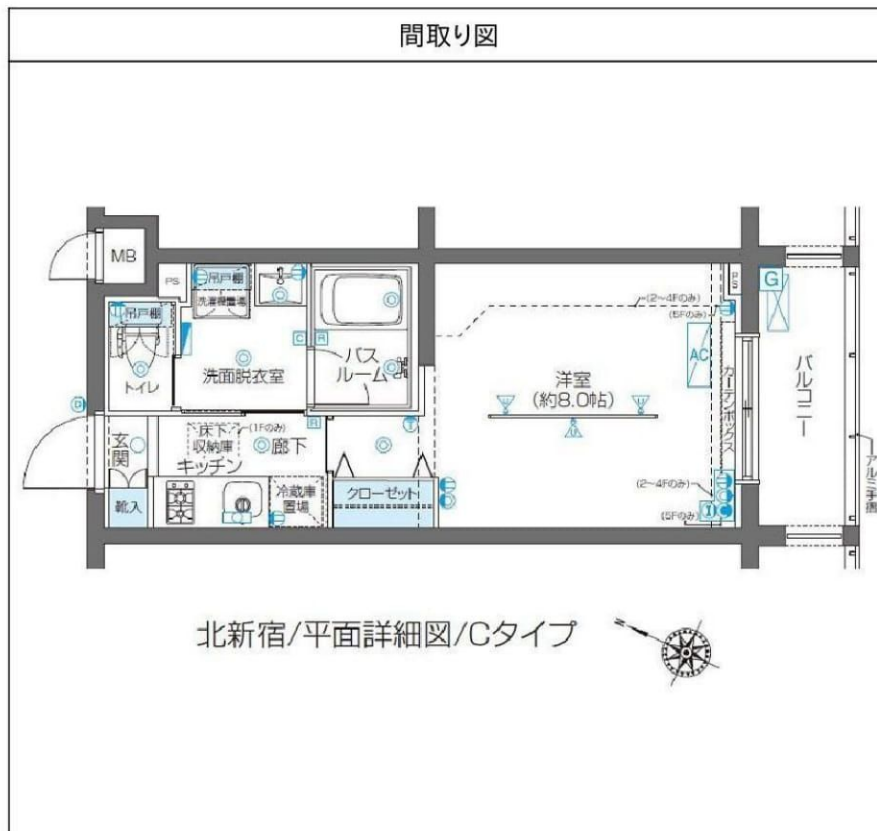 間取り図
MB
PS
吊戸棚
洗濯機置場
吊戸棚
トイレ
洗面脱衣室
C
R
バス
ルーム
洋室
(約8.0帖)
(2〜4Fのみ)
(5Fのみ)
PS
AC
カーテンボックス
G
バルコニー
アルミ手摺
D
玄関
床下
収納庫
(1Fのみ)
キッチン
廊下
R
T
靴入
冷蔵庫
置場
クローゼット
(2〜4Fのみ)
(5Fのみ)
I
C
北新宿/平面詳細図/Cタイプ
N